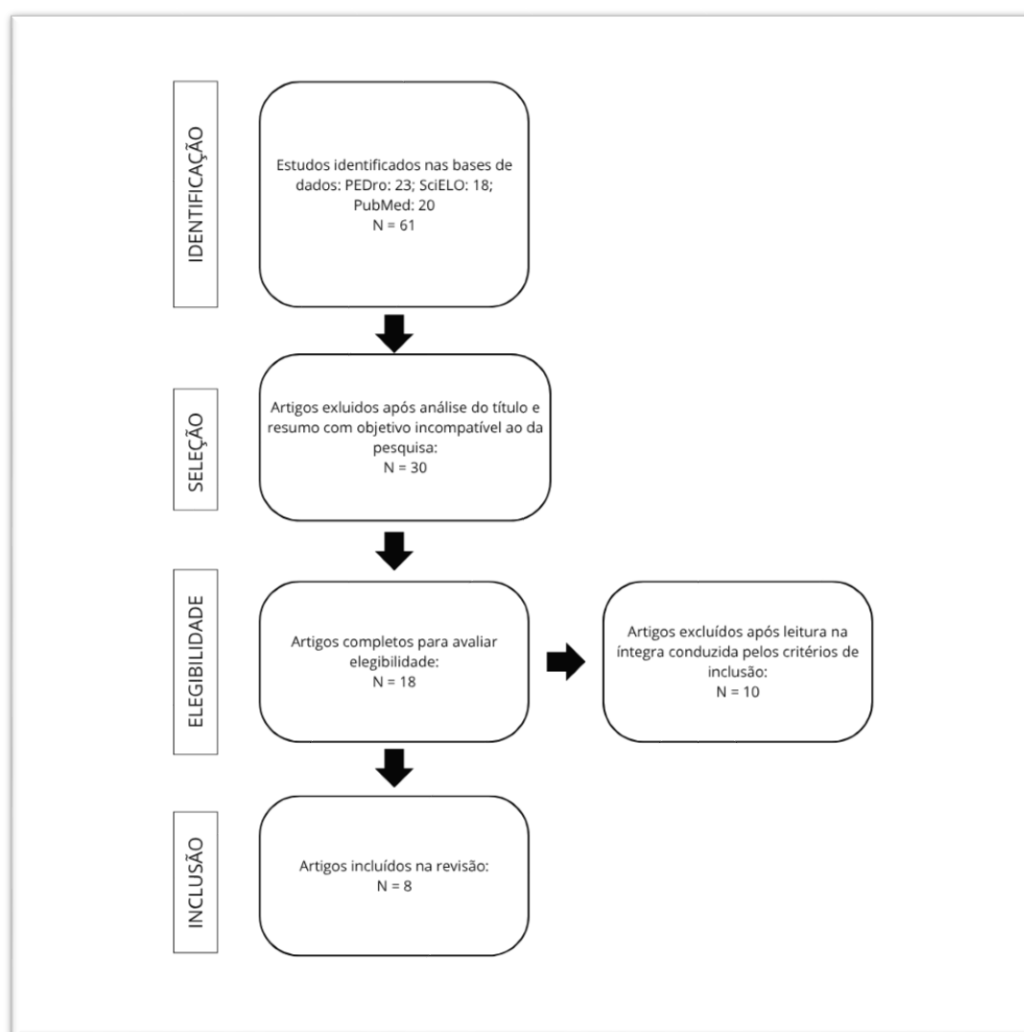 IDENTIFICAÇÃO
Estudos identificados nas bases de
dados: PEDro: 23; SciELO: 18;
PubMed: 20
N = 61
SELEÇÃO
Artigos exluidos após análise do título e
resumo com objetivo incompatível ao da
pesquisa:
N = 30
ELEGIBILIDADE
Artigos completos para avaliar
elegibilidade:
N = 18
Artigos excluídos após leitura na
íntegra conduzida pelos critérios de
inclusão:
N = 10
INCLUSÃO
Artigos incluídos na revisão:
N = 8